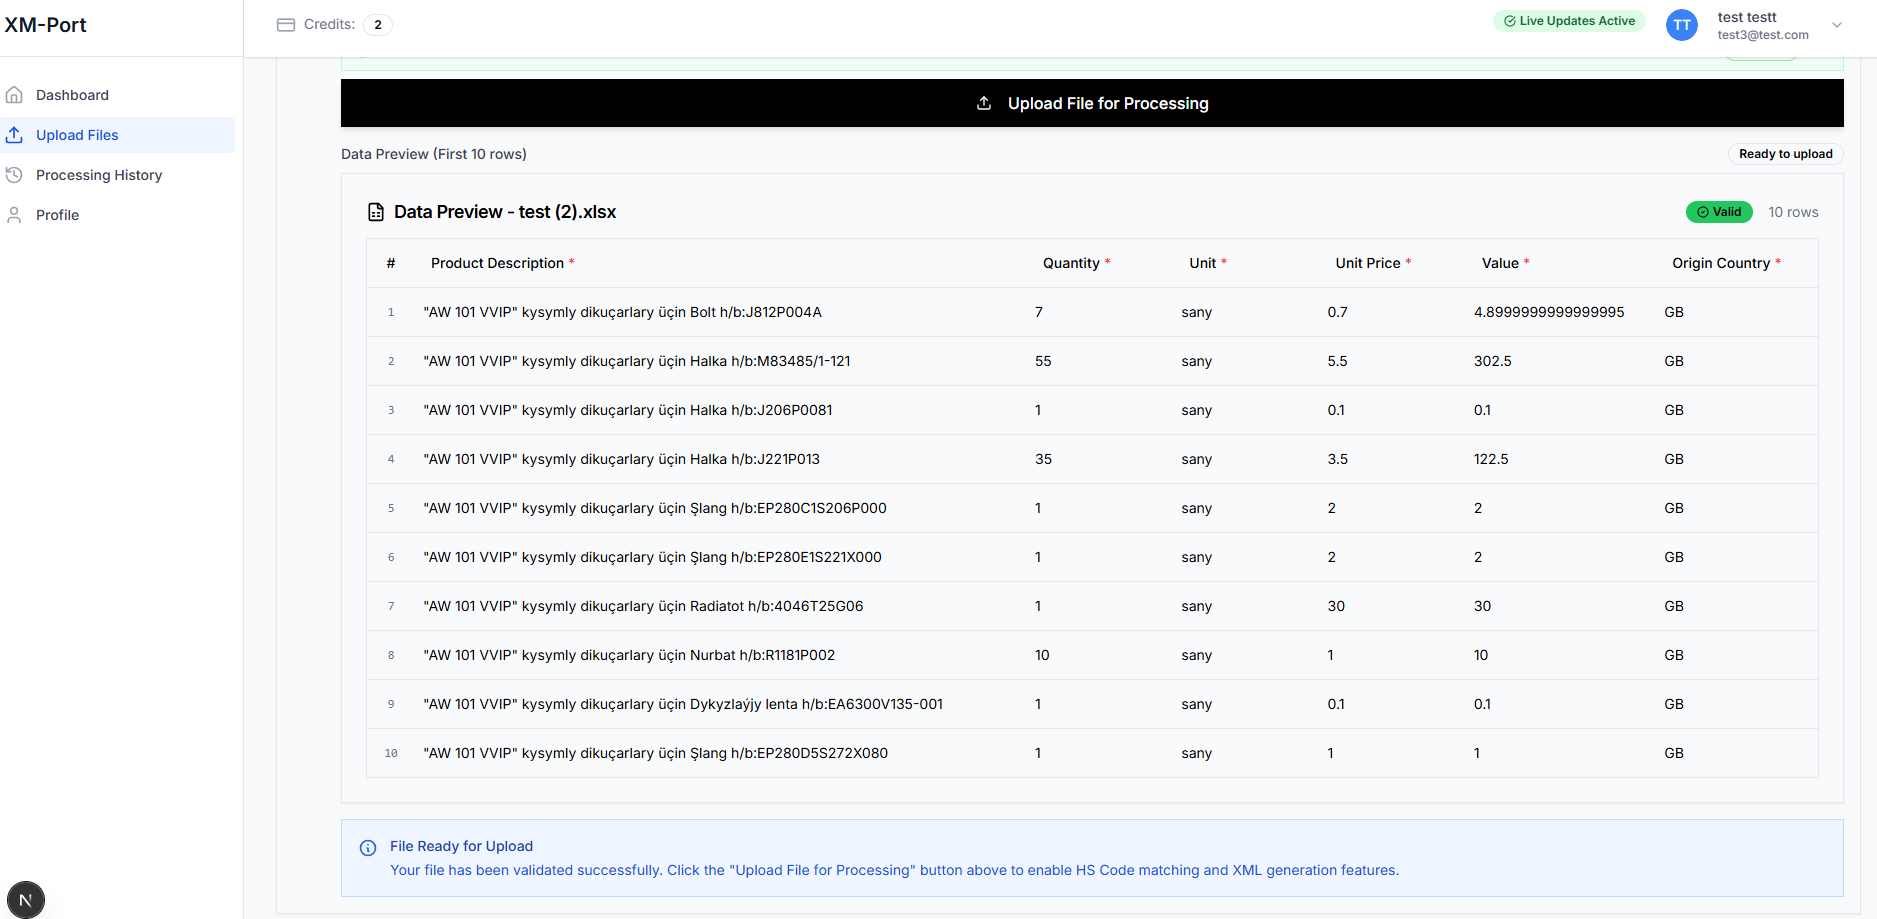 XM-Port
Credits: 2
Live Updates Active
TT
test testt
test3@test.com
Dashboard
Upload Files
Processing History
Profile
Upload File for Processing
Data Preview (First 10 rows)
Ready to upload
Data Preview - test (2).xlsx
Valid
10 rows
# Product Description * Quantity * Unit * Unit Price * Value * Origin Country *
1 "AW 101 VVIP" kysymly dikuçarlary üçin Bolt h/b:J812P004A 7 sany 0.7 4.8999999999999995 GB
2 "AW 101 VVIP" kysymly dikuçarlary üçin Halka h/b:M83485/1-121 55 sany 5.5 302.5 GB
3 "AW 101 VVIP" kysymly dikuçarlary üçin Halka h/b:J206P0081 1 sany 0.1 0.1 GB
4 "AW 101 VVIP" kysymly dikuçarlary üçin Halka h/b:J221P013 35 sany 3.5 122.5 GB
5 "AW 101 VVIP" kysymly dikuçarlary üçin Şlang h/b:EP280C1S206P000 1 sany 2 2 GB
6 "AW 101 VVIP" kysymly dikuçarlary üçin Şlang h/b:EP280E1S221X000 1 sany 2 2 GB
7 "AW 101 VVIP" kysymly dikuçarlary üçin Radiatot h/b:4046T25G06 1 sany 30 30 GB
8 "AW 101 VVIP" kysymly dikuçarlary üçin Nurbat h/b:R1181P002 10 sany 1 10 GB
9 "AW 101 VVIP" kysymly dikuçarlary üçin Dykyzlaýjy lenta h/b:EA6300V135-001 1 sany 0.1 0.1 GB
10 "AW 101 VVIP" kysymly dikuçarlary üçin Şlang h/b:EP280D5S272X080 1 sany 1 1 GB
File Ready for Upload
Your file has been validated successfully. Click the "Upload File for Processing" button above to enable HS Code matching and XML generation features.
N